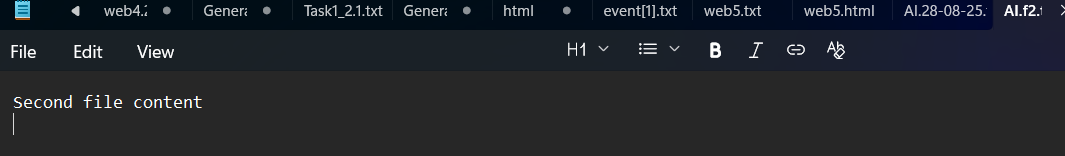 web4.2 Genera Task1_2.1.txt Genera html event[1].txt web5.txt web5.html AI.28-08-25. AI.f2.
File Edit View H1 B I
Second file content